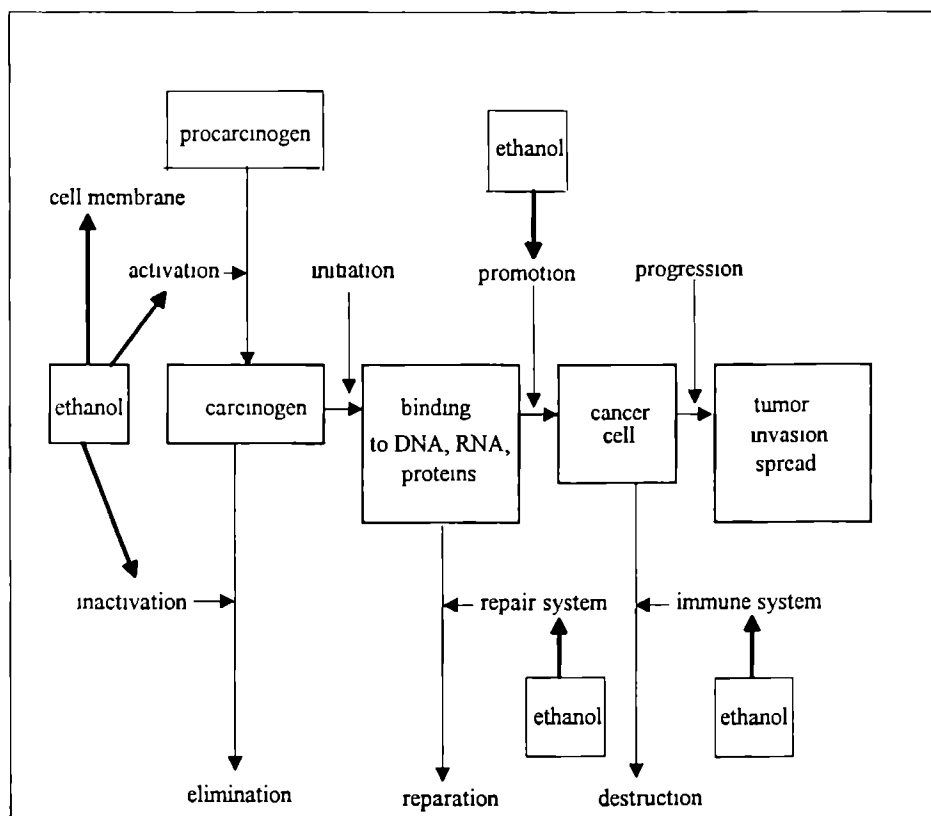 procarcinogen
ethanol
cell membrane
activation
initiation
promotion
progression
ethanol
carcinogen
binding
to DNA, RNA,
proteins
cancer
cell
tumor
invasion
spread
inactivation
repair system
immune system
ethanol
ethanol
elimination
reparation
destruction